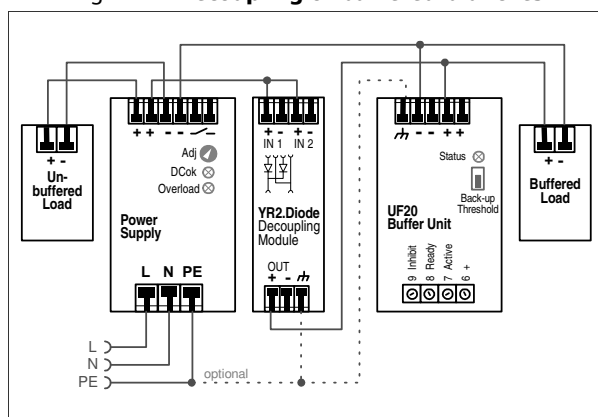 + -
Un-
buffered
Load
+ + - -
Adj
DCok
Overload
Power
Supply
L N PE
+ - + -
IN 1 IN 2
YR2.Diode
Decoupling
Module
OUT
+ -
- - + +
Status
Back-up
Threshold
UF20
Buffer Unit
9 Inhibit
8 Ready
7 Active
6 +
+ -
Buffered
Load
L
N
PE
optional